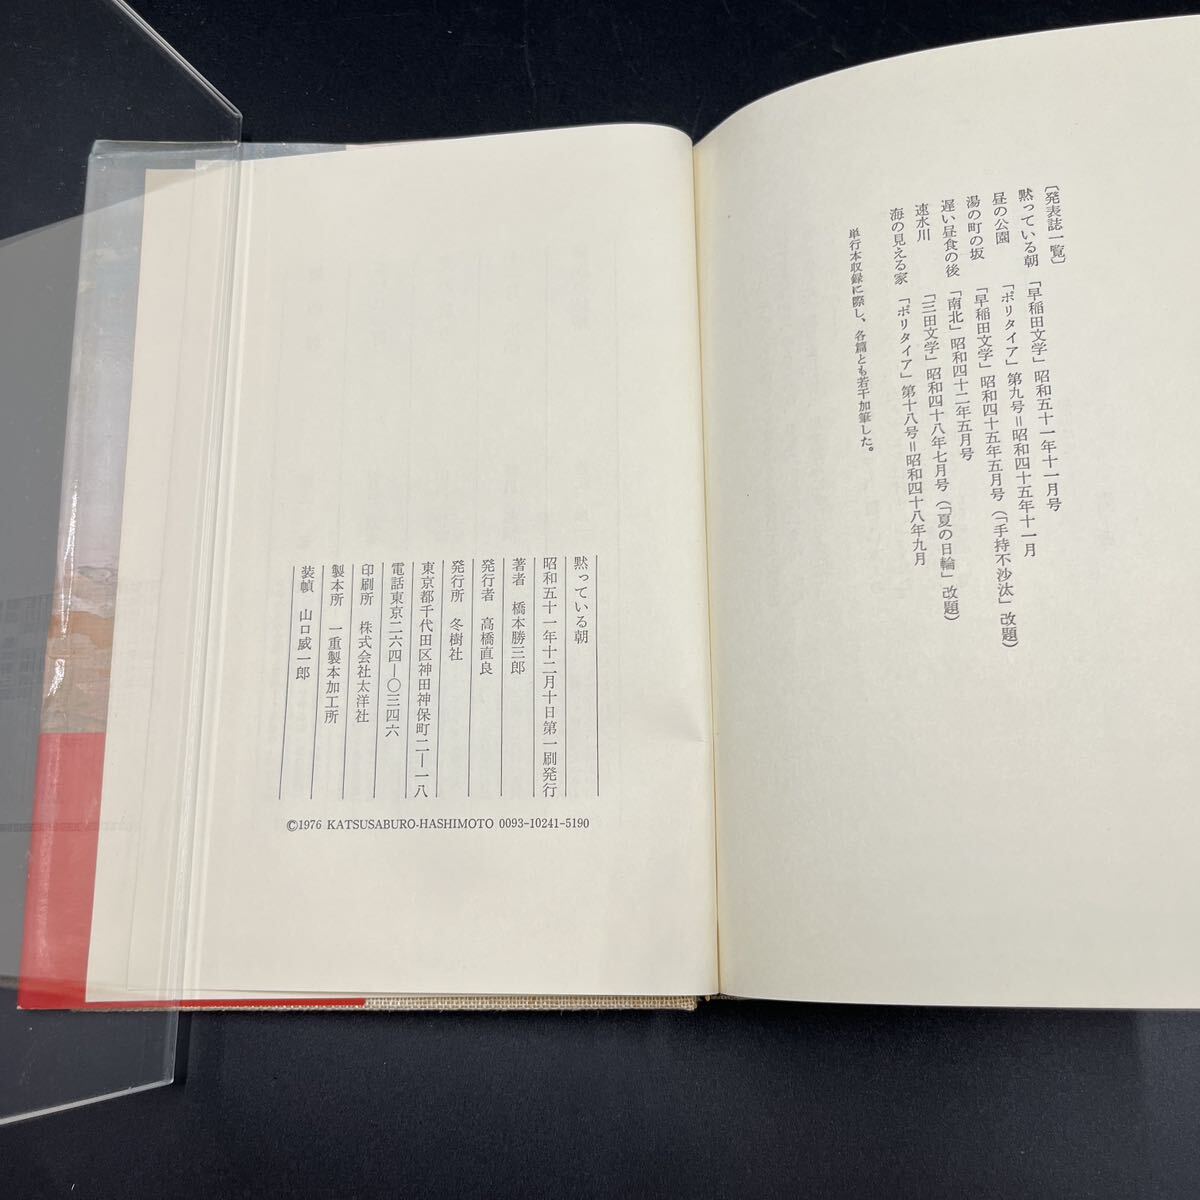 〔発表誌一覧〕
黙っている朝 「早稲田文学」昭和五十一年十一月号
昼の公園 「ポリタイア」第九号＝昭和四十五年十一月
湯の町の坂 「早稲田文学」昭和四十五年五月号（「手持不沙汰」改題）
遅い昼食の後 「南北」昭和四十二年五月号
速水川 「三田文学」昭和四十八年七月号（「夏の日輪」改題）
海の見える家 「ポリタイア」第十八号＝昭和四十八年九月
単行本収録に際し、各篇とも若干加筆した。
黙っている朝
昭和五十一年十二月十日第一刷発行
著者 橋本勝三郎
発行者 高橋直良
発行所 冬樹社
東京都千代田区神田神保町二―一八
電話東京二六四―〇三四六
印刷所 株式会社太洋社
製本所 一重製本加工所
装幀 山口威一郎
©1976 KATSUSABURO-HASHIMOTO 0093-10241-5190